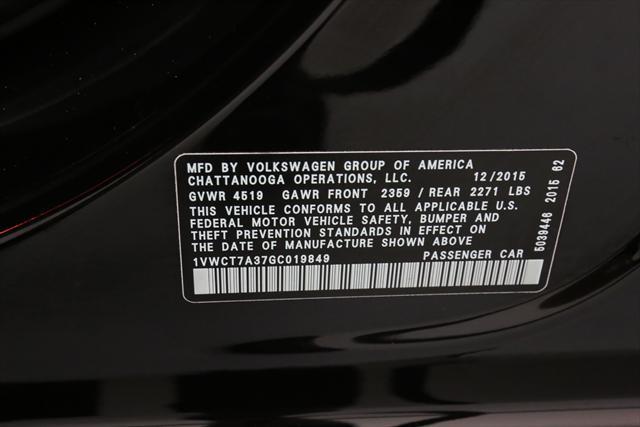 MFD BY VOLKSWAGEN GROUP OF AMERICA
CHATTANOOGA OPERATIONS, LLC. 12/2015
GVWR 4519 GAWR FRONT 2359 / REAR 2271 LBS
THIS VEHICLE CONFORMS TO ALL APPLICABLE U.S.
FEDERAL MOTOR VEHICLE SAFETY, BUMPER AND
THEFT PREVENTION STANDARDS IN EFFECT ON
THE DATE OF MANUFACTURE SHOWN ABOVE
1VWCT7A37GC019849 PASSENGER CAR
5039446 2015 62